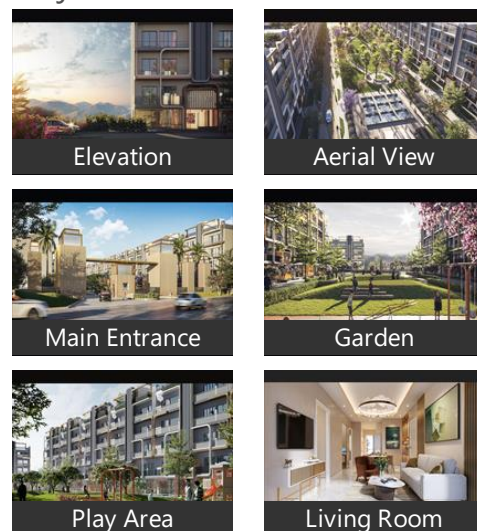 Elevation
Aerial View
Main Entrance
Garden
Play Area
Living Room